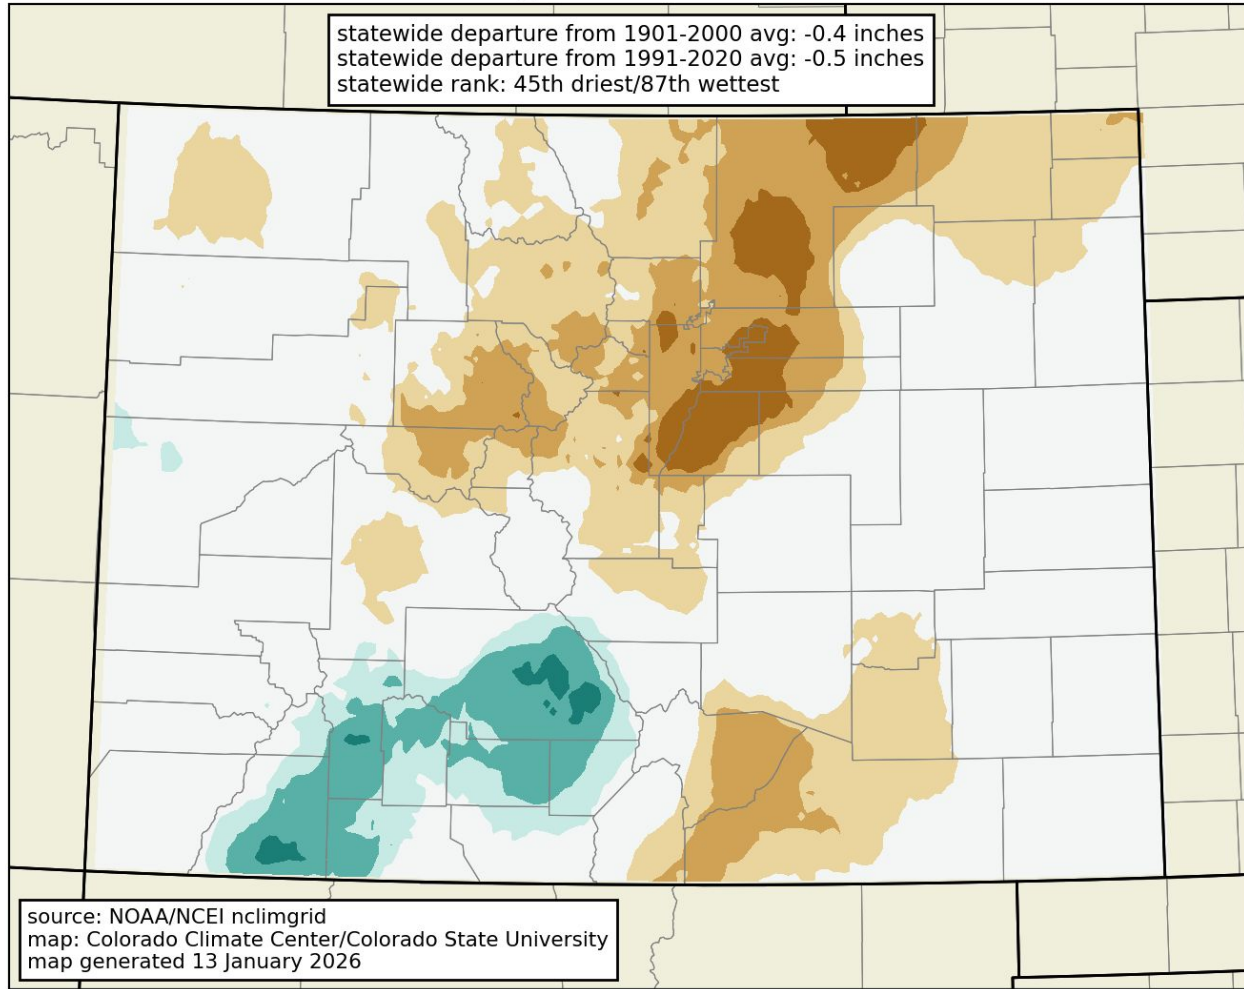 statewide departure from 1901-2000 avg: -0.4 inches
statewide departure from 1991-2020 avg: -0.5 inches
statewide rank: 45th driest/87th wettest
source: NOAA/NCEI nclimgrid
map: Colorado Climate Center/Colorado State University
map generated 13 January 2026